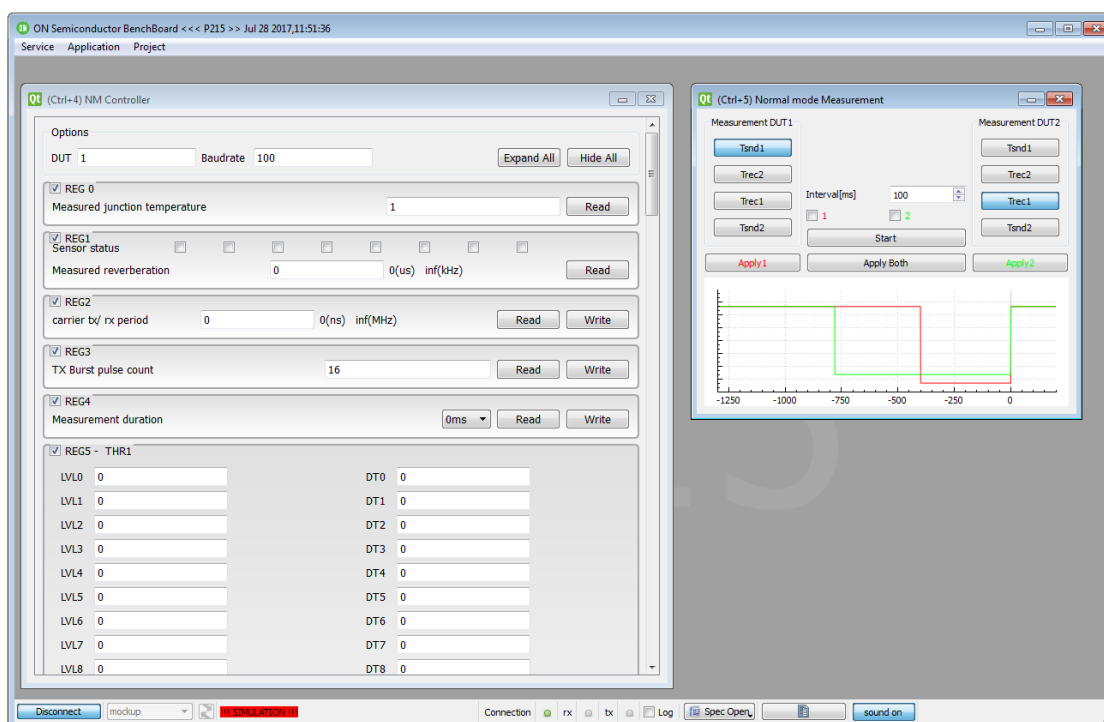 ON Semiconductor BenchBoard <<< P215 >> Jul 28 2017,11:51:36
Service Application Project
(Ctrl+4) NM Controller
Options
DUT 1 Baudrate 100 Expand All Hide All
REG 0
Measured junction temperature 1 Read
REG1
Sensor status
Measured reverberation 0 0(us) inf(kHz) Read
REG2
carrier tx/ rx period 0 0(ns) inf(MHz) Read Write
REG3
TX Burst pulse count 16 Read Write
REG4
Measurement duration 0ms Read Write
REG5 - THR1
LVL0 0 DT0 0
LVL1 0 DT1 0
LVL2 0 DT2 0
LVL3 0 DT3 0
LVL4 0 DT4 0
LVL5 0 DT5 0
LVL6 0 DT6 0
LVL7 0 DT7 0
LVL8 0 DT8 0
(Ctrl+5) Normal mode Measurement
Measurement DUT1 Measurement DUT2
Tsnd1 Tsnd1
Trec2 Trec2
Interval[ms] 100
Trec1 Trec1
1 2
Tsnd2 Start Tsnd2
Apply1 Apply Both Apply2
-1250 -1000 -750 -500 -250 0
Disconnect mockup !! SIMULATION !!! Connection rx tx Log Spec Open, sound on